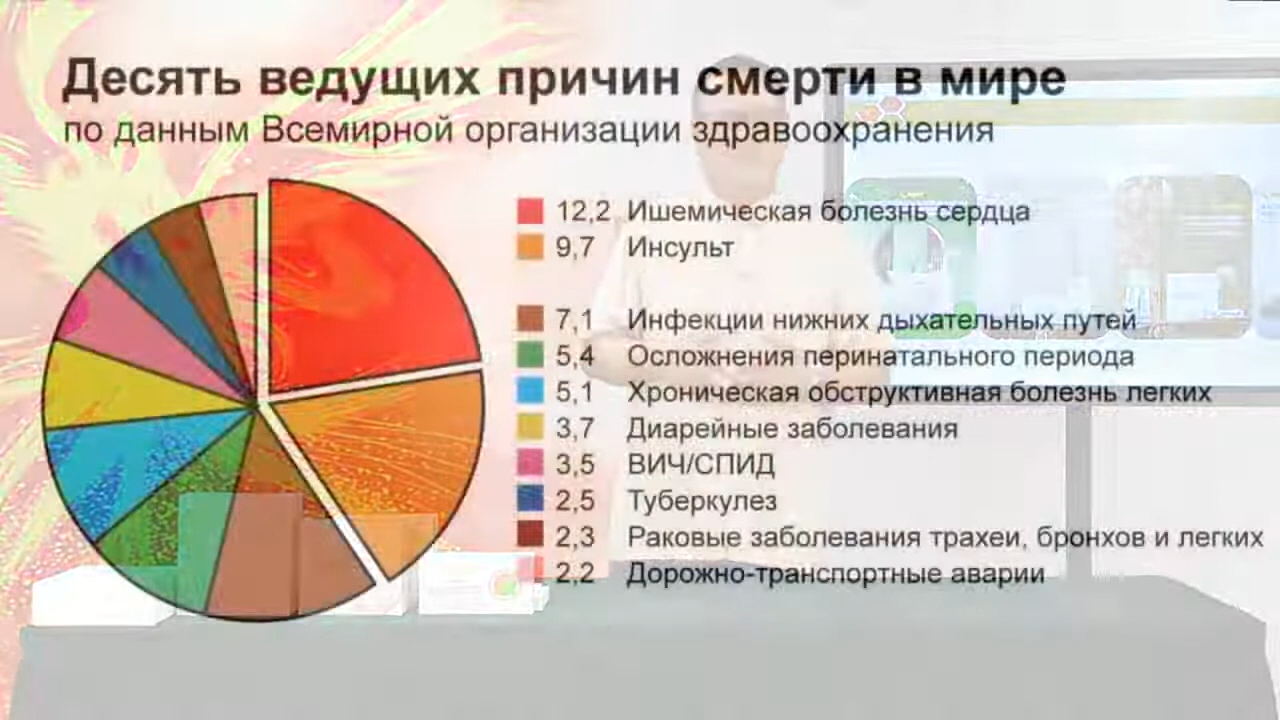 Десять ведущих причин смерти в мире
по данным Всемирной организации здравоохранения
12,2 Ишемическая болезнь сердца
9,7 Инсульт
7,1 Инфекции нижних дыхательных путей
5,4 Осложнения перинатального периода
5,1 Хроническая обструктивная болезнь легких
3,7 Диарейные заболевания
3,5 ВИЧ/СПИД
2,5 Туберкулез
2,3 Раковые заболевания трахеи, бронхов и легких
2,2 Дорожно-транспортные аварии